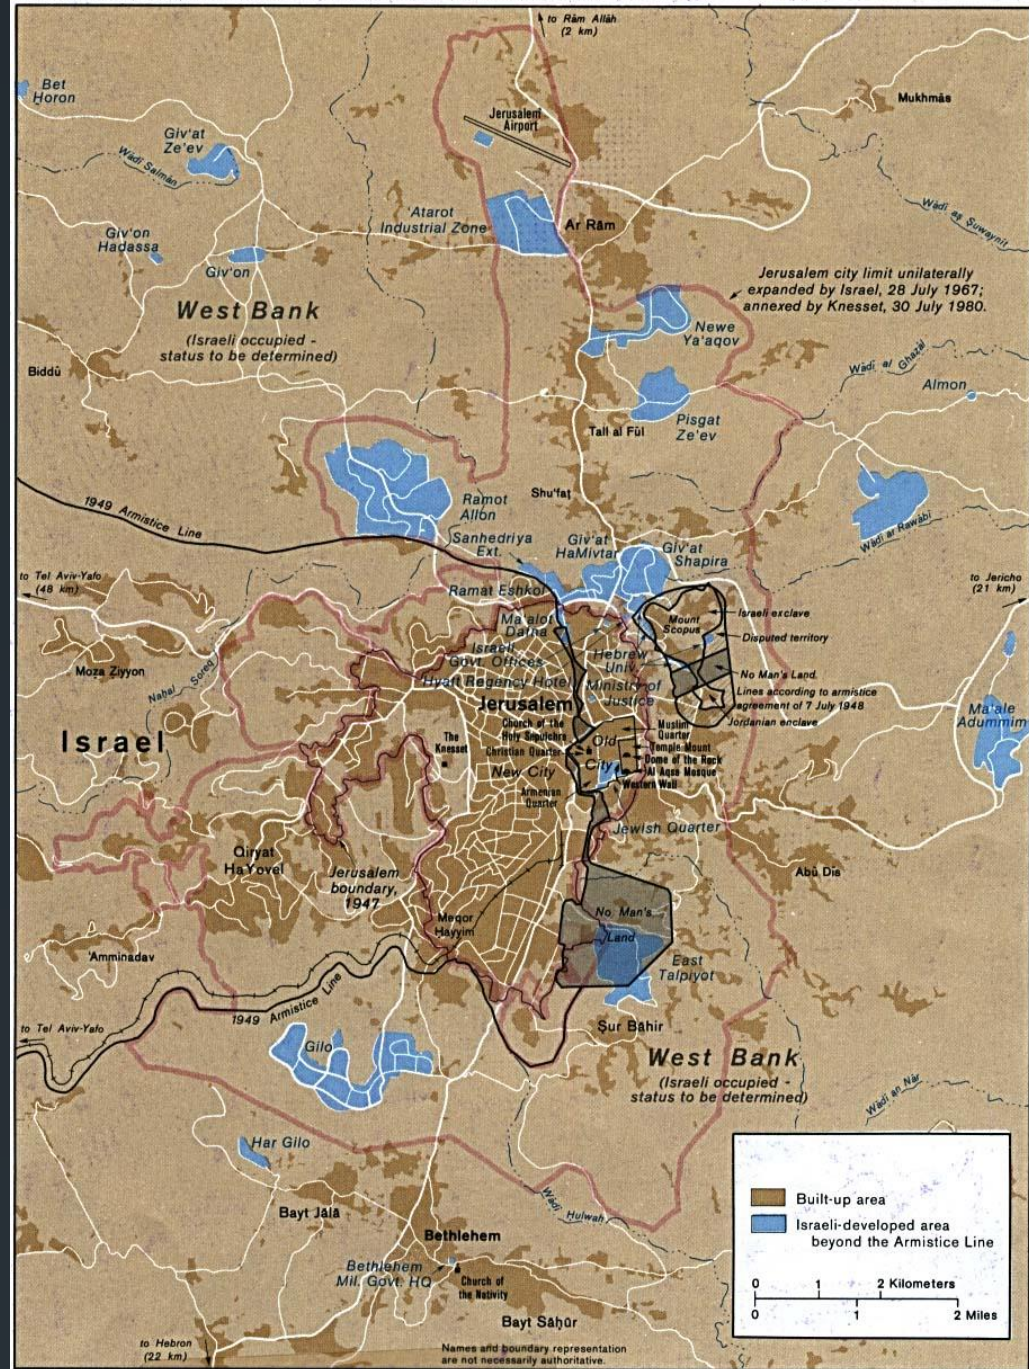 to Rām Allāh
(2 km)
Bet
Horon
Mukhmās
Jerusalem
Airport
Giv'at
Ze'ev
Wādī Salmān
Wādī aş Şuwaynīt
'Atarot
Industrial Zone
Ar Rām
Giv'on
Hadassa
Giv'on
Jerusalem city limit unilaterally
expanded by Israel, 28 July 1967;
annexed by Knesset, 30 July 1980.
West Bank
(Israeli occupied -
status to be determined)
Newe
Ya'aqov
Biddū
Wādī al Ghazāl
Almon
Pisgat
Ze'ev
Tall al Fūl
Shu'faţ
Ramot
Allon
1949 Armistice Line
Wādī ar Rawābī
Sanhedriya
Ext.
Giv'at
HaMivtar
Giv'at
Shapira
to Tel Aviv-Yafo
(48 km)
to Jericho
(21 km)
Ramat Eshkol
Mount
Scopus
Israeli exclave
Ma'alot
Dafna
Disputed territory
Israeli
Govt. Offices
Hebrew
Univ.
Moza Ziyyon
Nahal Soreq
No Man's Land
Hyatt Regency Hotel
Ministry of
Justice
Lines according to armistice
agreement of 7 July 1948
Jordanian enclave
Ma'ale
Adummim
Jerusalem
Israel
Church of the
Holy Sepulchre
Muslim
Quarter
The
Knesset
Christian Quarter
Old
City
Temple Mount
Dome of the Rock
Al Aqsa Mosque
New City
Western Wall
Armenian
Quarter
Jewish Quarter
Qiryat
HaYovel
Jerusalem
boundary,
1947
Abū Dīs
Meqor
Hayyim
No Man's
Land
'Amminadav
East
Talpiyot
1949 Armistice Line
to Tel Aviv-Yafo
Şur Bāhir
Gilo
West Bank
(Israeli occupied -
status to be determined)
Wādī an Nār
Har Gilo
Bayt Jālā
Wādī Hulwah
Bethlehem
Bethlehem
Mil. Govt. HQ
Church of
the Nativity
Bayt Sāḩūr
Built-up area
Israeli-developed area
beyond the Armistice Line
0 1 2 Kilometers
0 1 2 Miles
to Hebron
(22 km)
Names and boundary representation
are not necessarily authoritative.